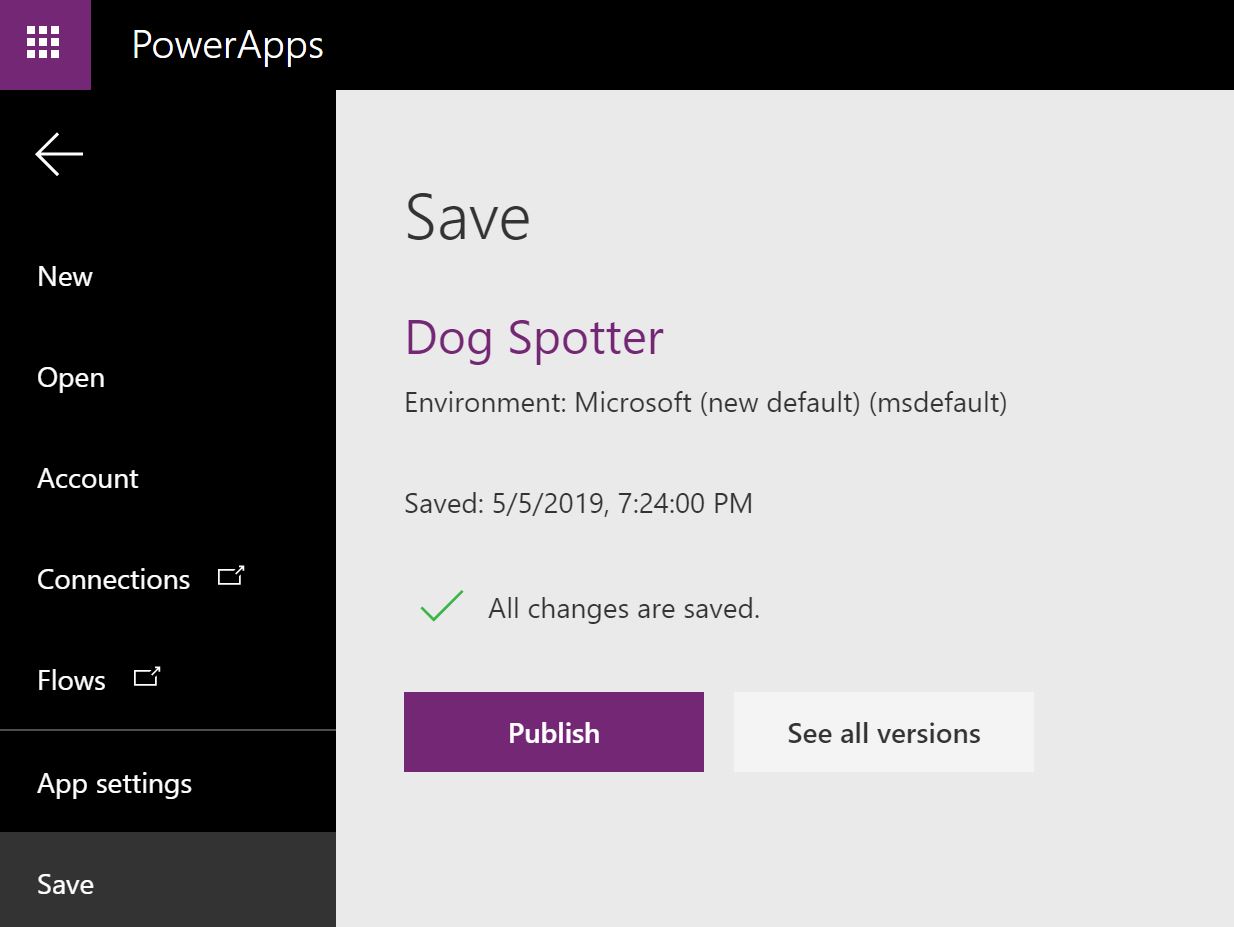 PowerApps
New
Open
Account
Connections
Flows
App settings
Save
Save
Dog Spotter
Environment: Microsoft (new default) (msdefault)
Saved: 5/5/2019, 7:24:00 PM
All changes are saved.
Publish
See all versions